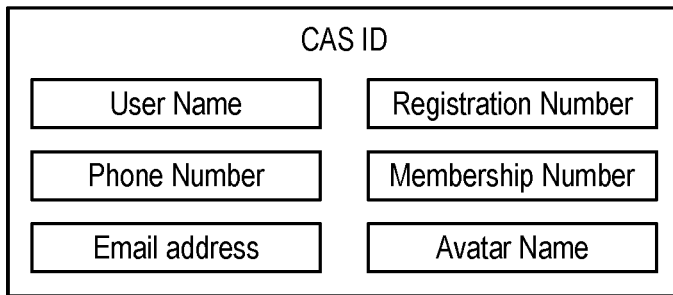 CAS ID
User Name
Registration Number
Phone Number
Membership Number
Email address
Avatar Name